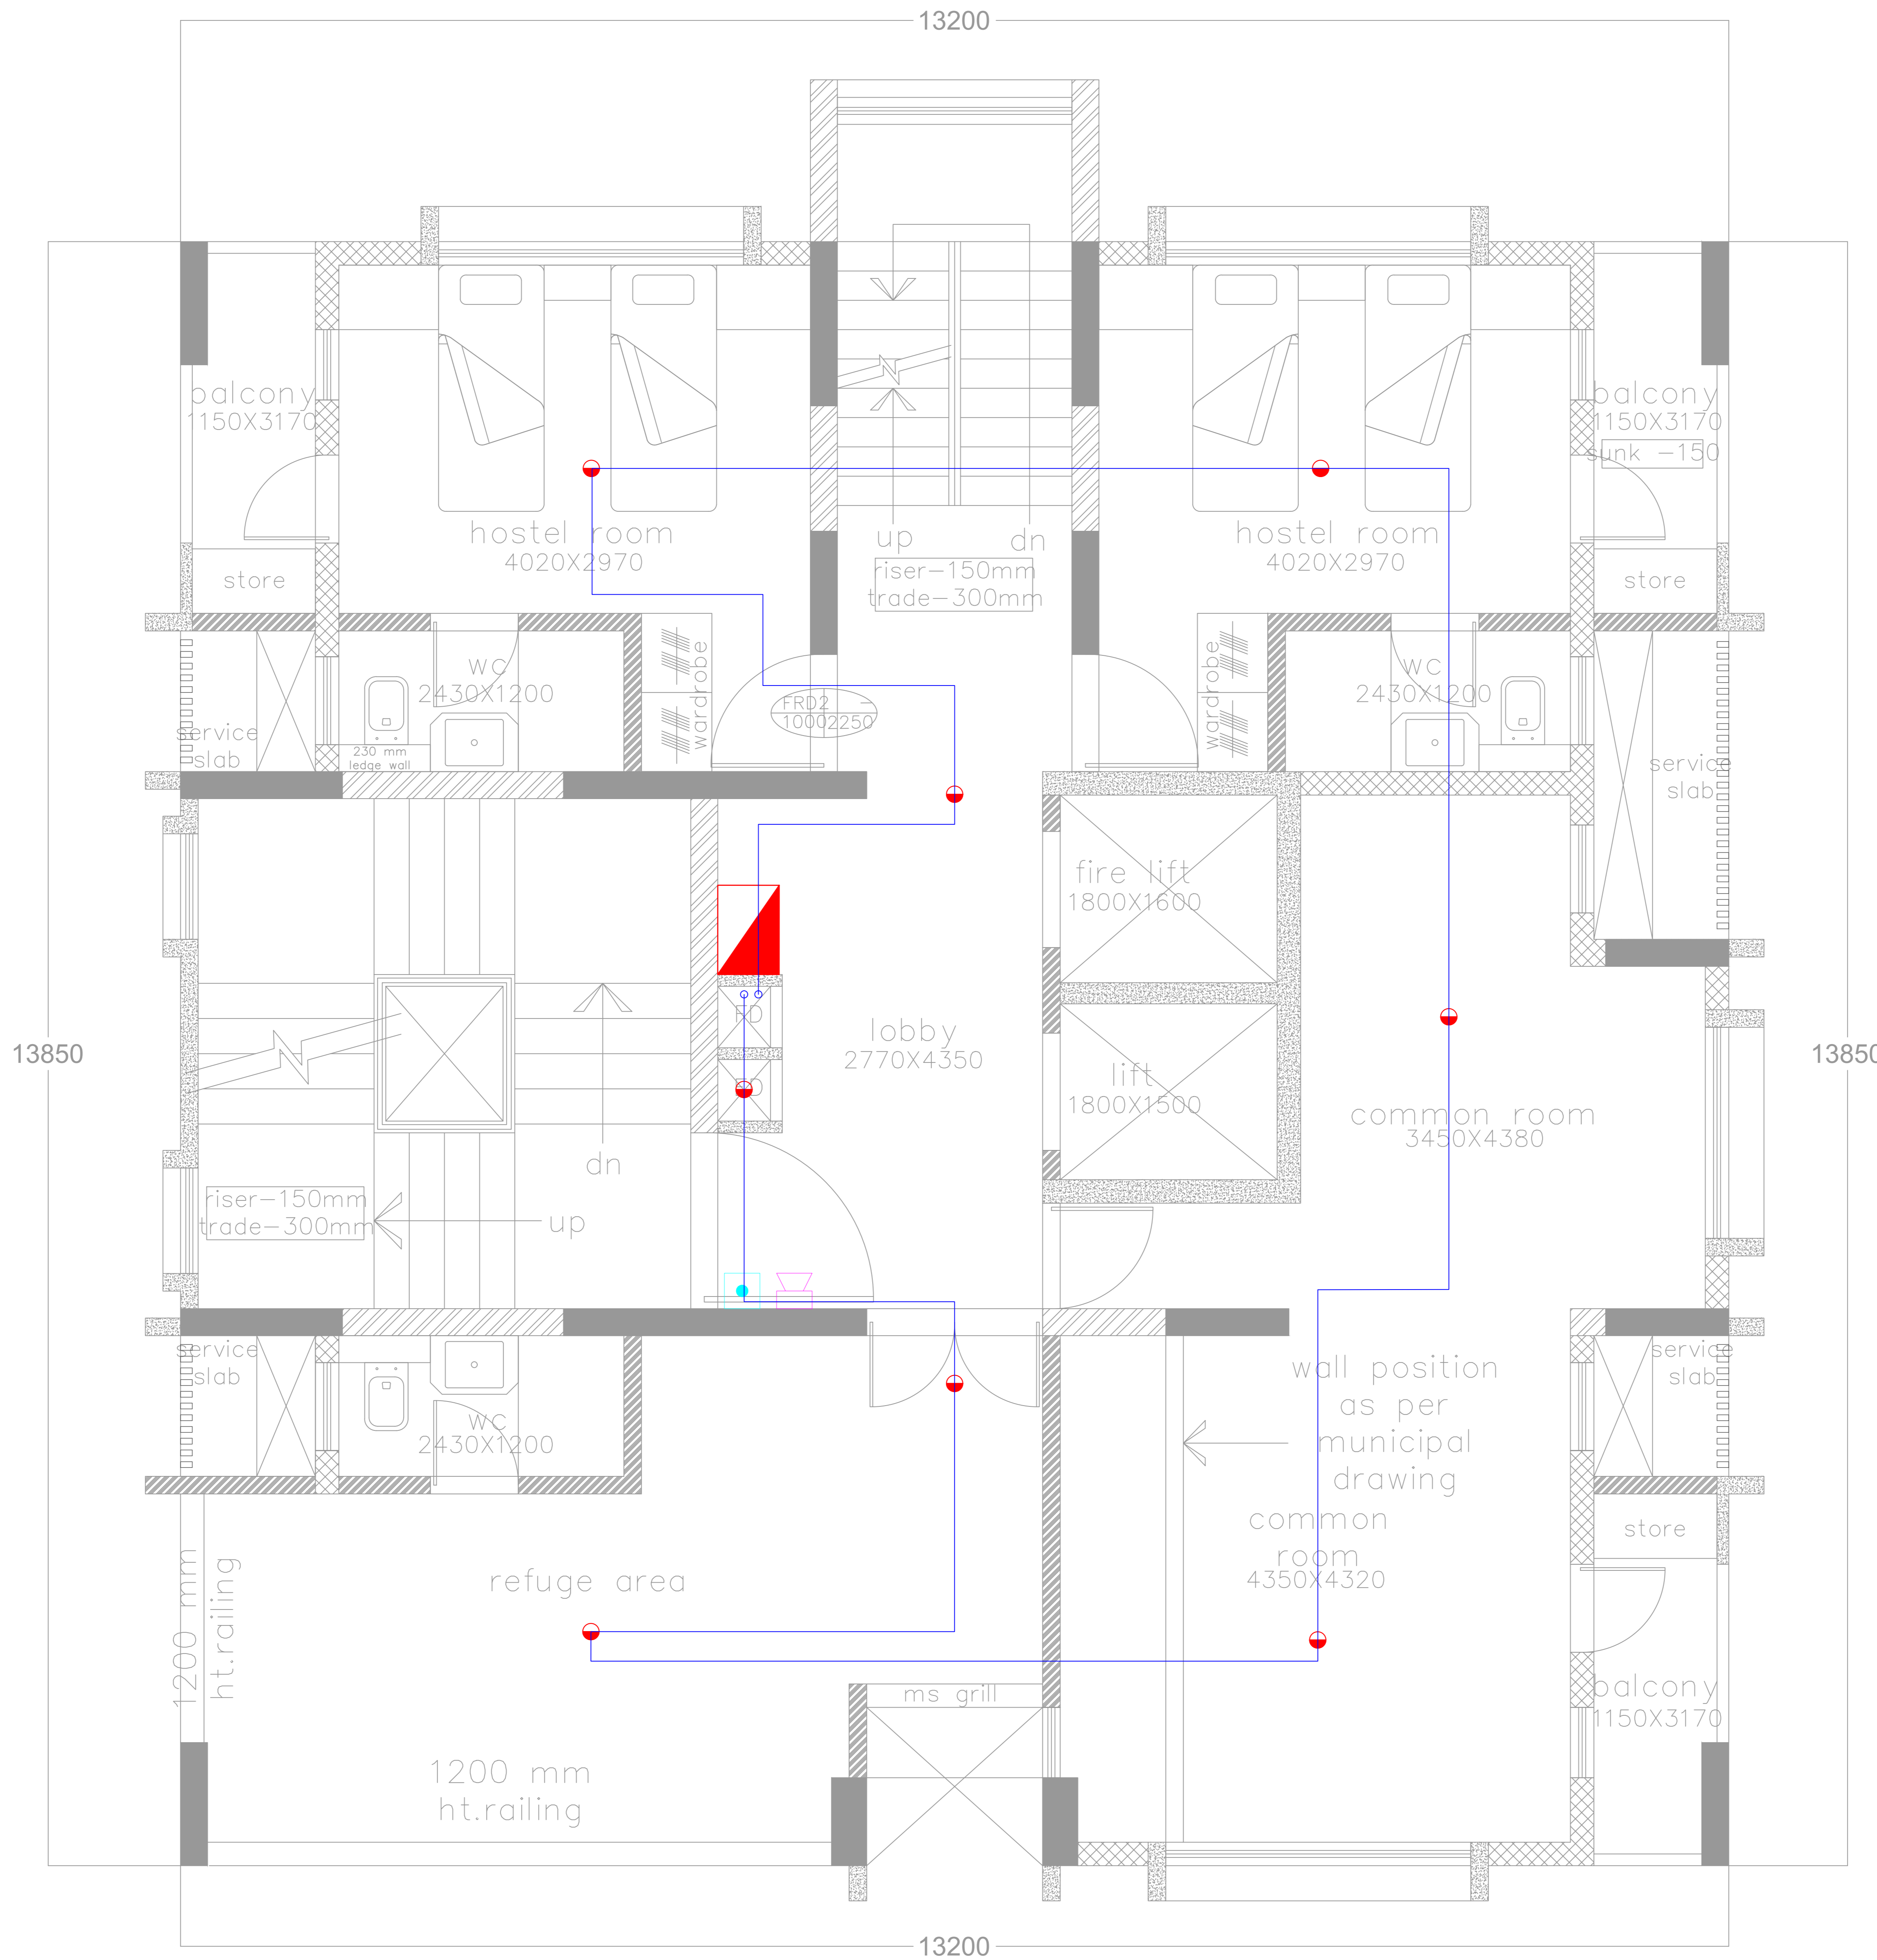 13200
balcony
1150X3170
balcony
1150X3170
sunk -150
hostel room
4020X2970
up
dn
hostel room
4020X2970
riser-150mm
trade-300mm
store
store
WC
2430X1200
wardrobe
wardrobe
WC
2430X1200
FRD2 -
10002250
service
slab
230 mm
ledge wall
service
slab
fire lift
1800X1600
lobby
2770X4350
13850
13850
lift
1800X1500
common room
3450X4380
dn
riser-150mm
trade-300mm
up
service
slab
WC
2430X1200
wall position
as per
municipal
drawing
service
slab
common
room
4350X4320
store
refuge area
1200 mm
ht.railing
ms grill
balcony
1150X3170
1200 mm
ht.railing
13200